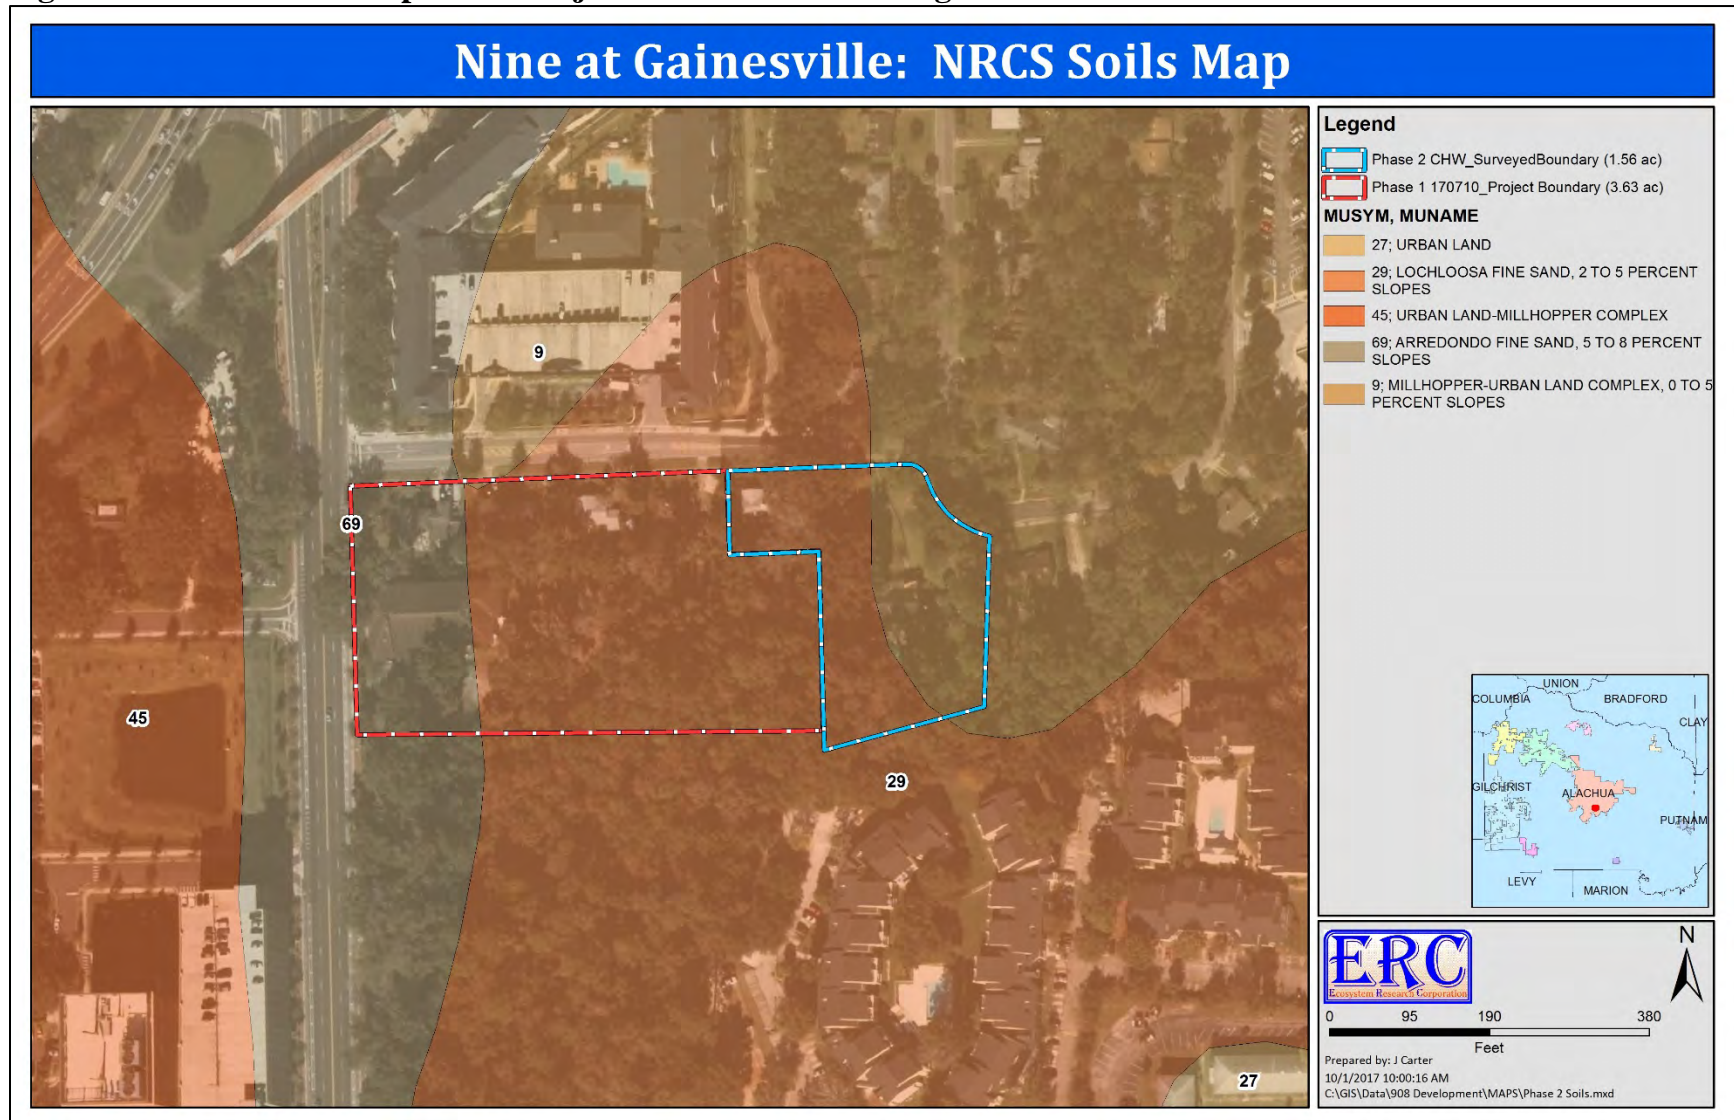 Nine at Gainesville: NRCS Soils Map
9
69
45
29
27
Legend
Phase 2 CHW_SurveyedBoundary (1.56 ac)
Phase 1 170710_Project Boundary (3.63 ac)
MUSYM, MUNAME
27; URBAN LAND
29; LOCHLOOSA FINE SAND, 2 TO 5 PERCENT
SLOPES
45; URBAN LAND-MILLHOPPER COMPLEX
69; ARREDONDO FINE SAND, 5 TO 8 PERCENT
SLOPES
9; MILLHOPPER-URBAN LAND COMPLEX, 0 TO 5
PERCENT SLOPES
UNION
COLUMBIA
BRADFORD
CLAY
GILCHRIST
ALACHUA
PUTNAM
LEVY
MARION
ERC
Ecosystem Research Corporation
N
0 95 190 380
Feet
Prepared by: J Carter
10/1/2017 10:00:16 AM
C:\GIS\Data\908 Development\MAPS\Phase 2 Soils.mxd